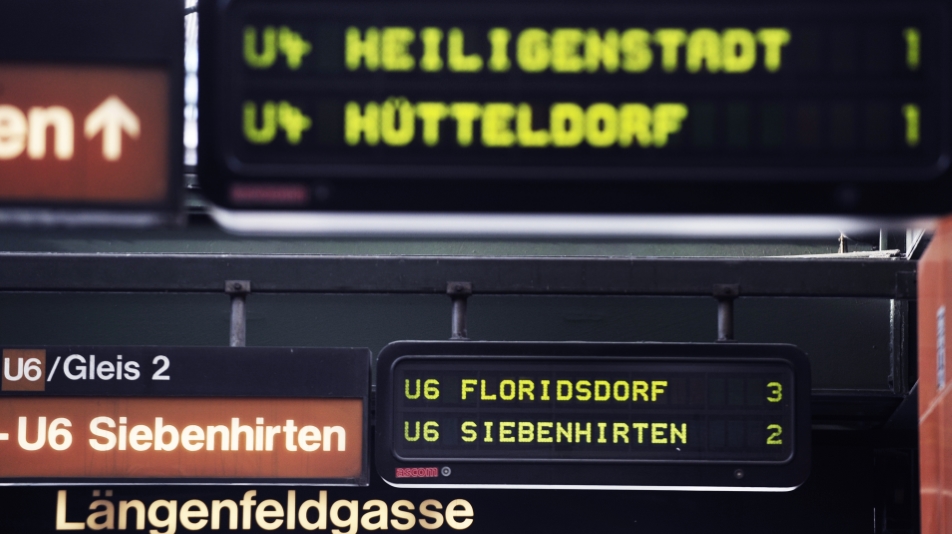 U4 HEILIGENSTADT 1
U4 HÜTTELDORF 1
en ↑
U6/Gleis 2
-U6 Siebenhirten
U6 FLORIDSDORF 3
U6 SIEBENHIRTEN 2
ascom
Längenfeldgasse